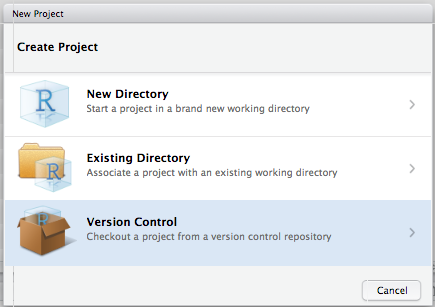 New Project
Create Project
R
New Directory
Start a project in a brand new working directory
R
Existing Directory
Associate a project with an existing working directory
R
Version Control
Checkout a project from a version control repository
Cancel